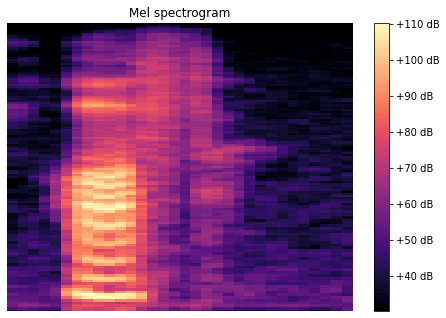 Mel spectrogram
+110 dB
+100 dB
+90 dB
+80 dB
+70 dB
+60 dB
+50 dB
+40 dB